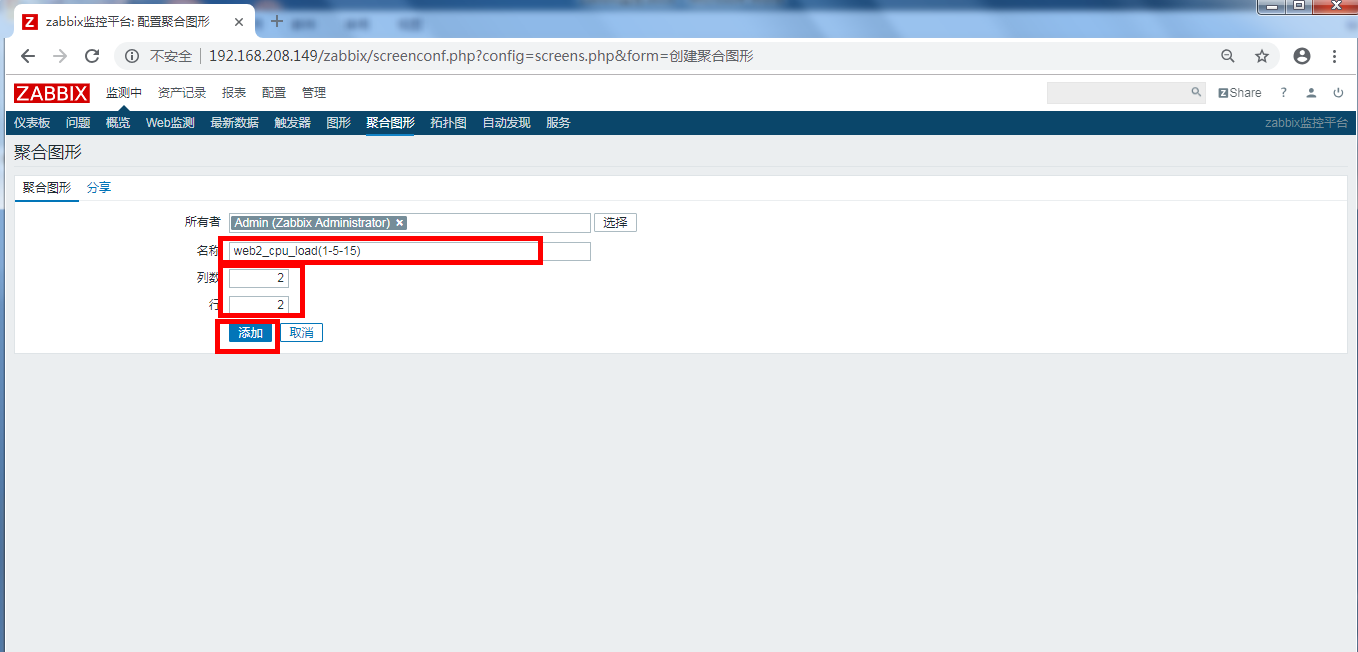 zabbix监控平台: 配置聚合图形
不安全 192.168.208.149/zabbix/screenconf.php?config=screens.php&form=创建聚合图形
ZABBIX 监测中 资产记录 报表 配置 管理 Z Share ?
仪表板 问题 概览 Web监测 最新数据 触发器 图形 聚合图形 拓扑图 自动发现 服务 zabbix监控平台
聚合图形
聚合图形 分享
所有者 Admin (Zabbix Administrator) 选择
名称 web2_cpu_load(1-5-15)
列数 2
行 2
添加 取消